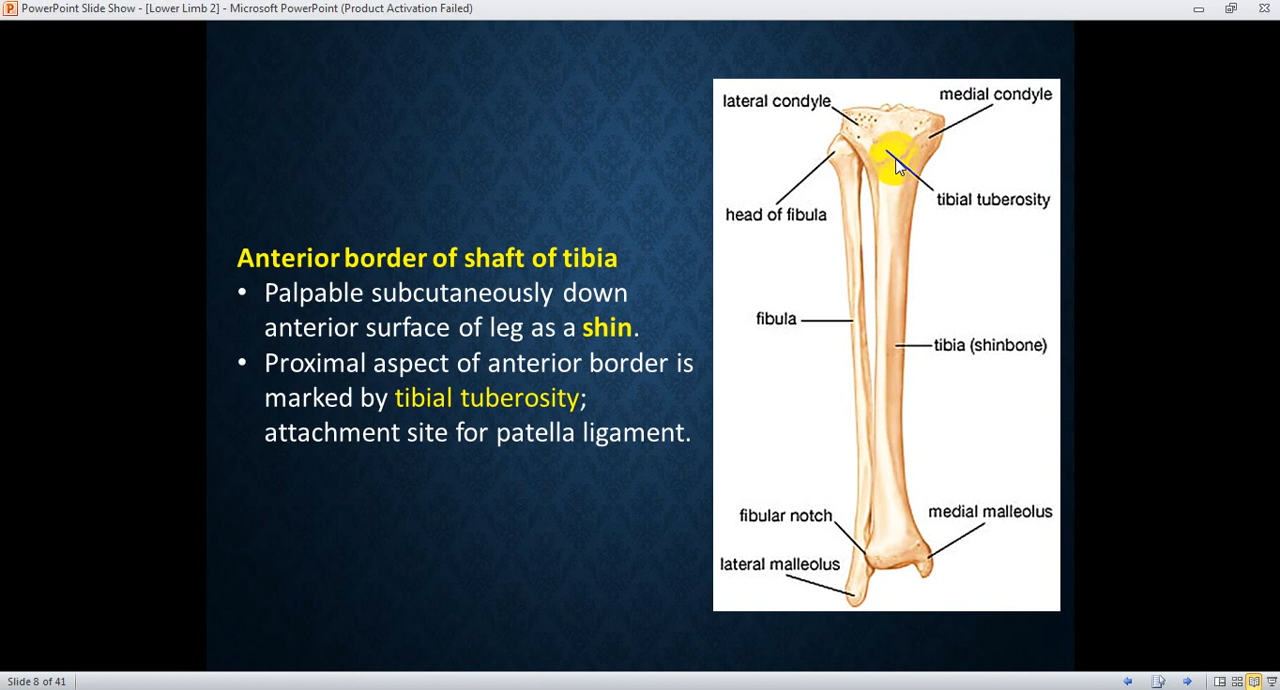 PowerPoint Slide Show - [Lower Limb 2] - Microsoft PowerPoint (Product Activation Failed)
Anterior border of shaft of tibia
• Palpable subcutaneously down
anterior surface of leg as a shin.
• Proximal aspect of anterior border is
marked by tibial tuberosity;
attachment site for patella ligament.
lateral condyle
medial condyle
head of fibula
tibial tuberosity
fibula
tibia (shinbone)
fibular notch
medial malleolus
lateral malleolus
Slide 8 of 41